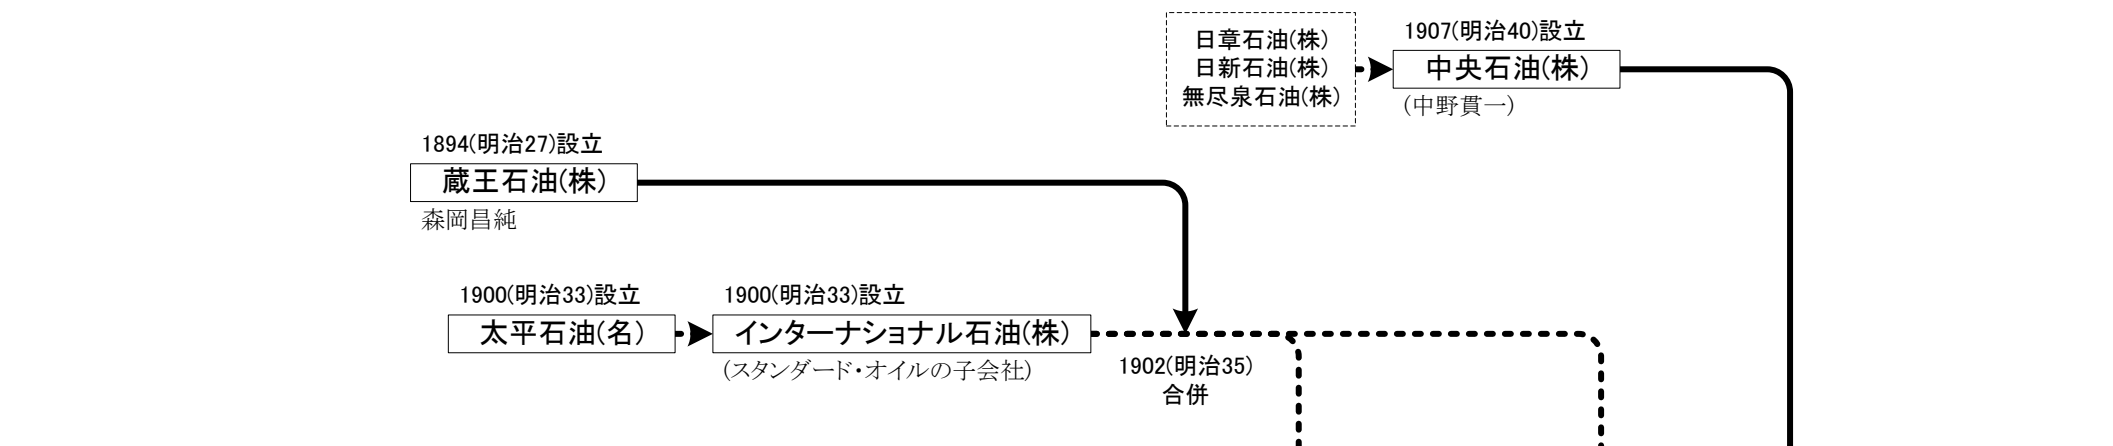 日章石油(株)
日新石油(株)
無尽泉石油(株)
1907(明治40)設立
中央石油(株)
(中野貫一)
1894(明治27)設立
蔵王石油(株)
森岡昌純
1900(明治33)設立
太平石油(名)
1900(明治33)設立
インターナショナル石油(株)
(スタンダード・オイルの子会社)
1902(明治35)
合併